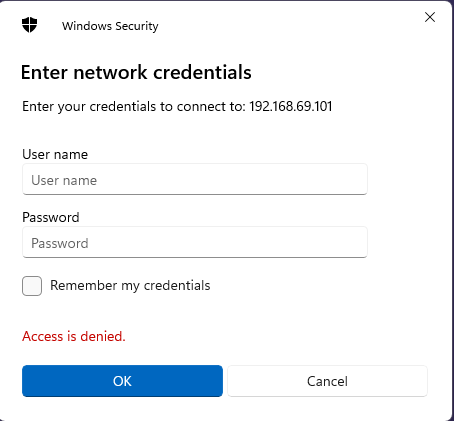 Windows Security
Enter network credentials
Enter your credentials to connect to: 192.168.69.101
User name
User name
Password
Password
Remember my credentials
Access is denied.
OK
Cancel